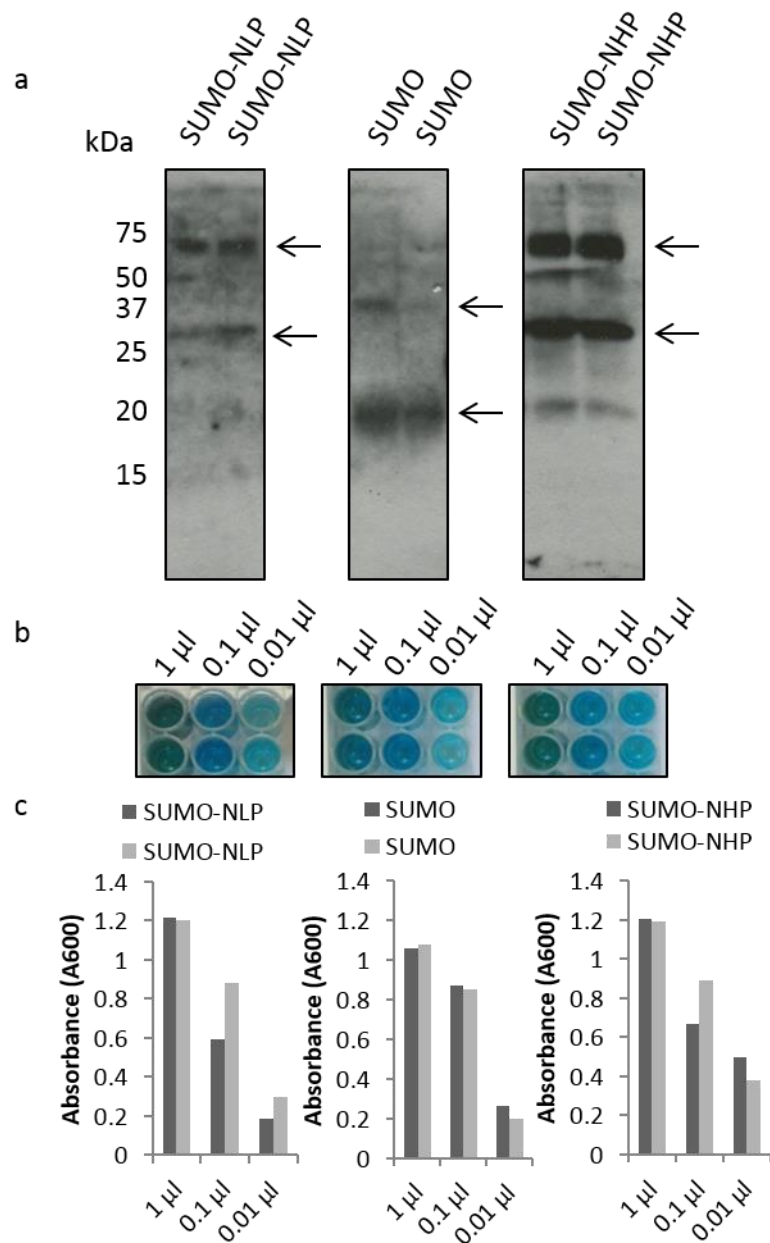 a
kDa
SUMO-NLP
SUMO-NLP
SUMO
SUMO
SUMO-NHP
SUMO-NHP
75
50
37
25
20
15
b
1 µl
0.1 µl
0.01 µl
1 µl
0.1 µl
0.01 µl
1 µl
0.1 µl
0.01 µl
c
SUMO-NLP
SUMO-NLP
Absorbance (A600)
1.4
1.2
1
0.8
0.6
0.4
0.2
0
1 µl
0.1 µl
0.01 µl
SUMO
SUMO
Absorbance (A600)
1.4
1.2
1
0.8
0.6
0.4
0.2
0
1 µl
0.1 µl
0.01 µl
SUMO-NHP
SUMO-NHP
Absorbance (A600)
1.4
1.2
1
0.8
0.6
0.4
0.2
0
1 µl
0.1 µl
0.01 µl